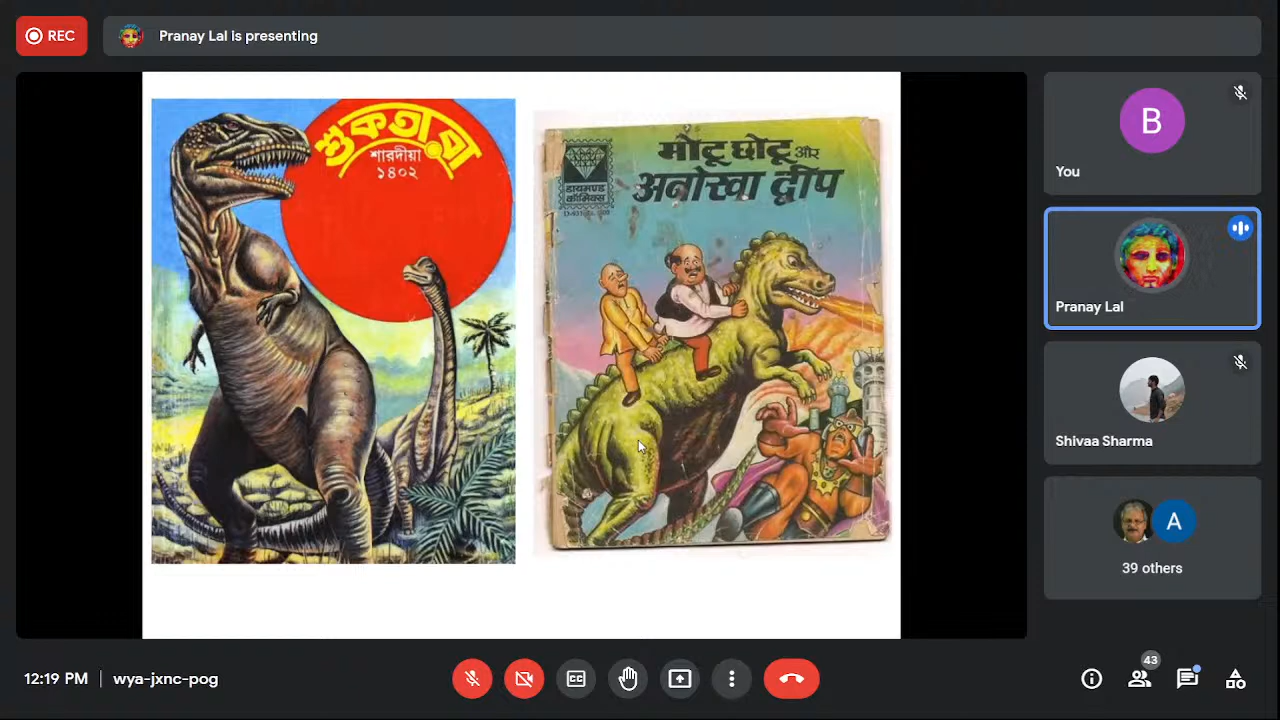 REC
Pranay Lal is presenting
শুকতারা
শারদীয়া
১৪০২
मोटू छोटू और
अनोखा द्वीप
डायमण्ड
कॉमिक्स
B
You
Pranay Lal
Shivaa Sharma
A
39 others
12:19 PM | wya-jxnc-pog
CC
43